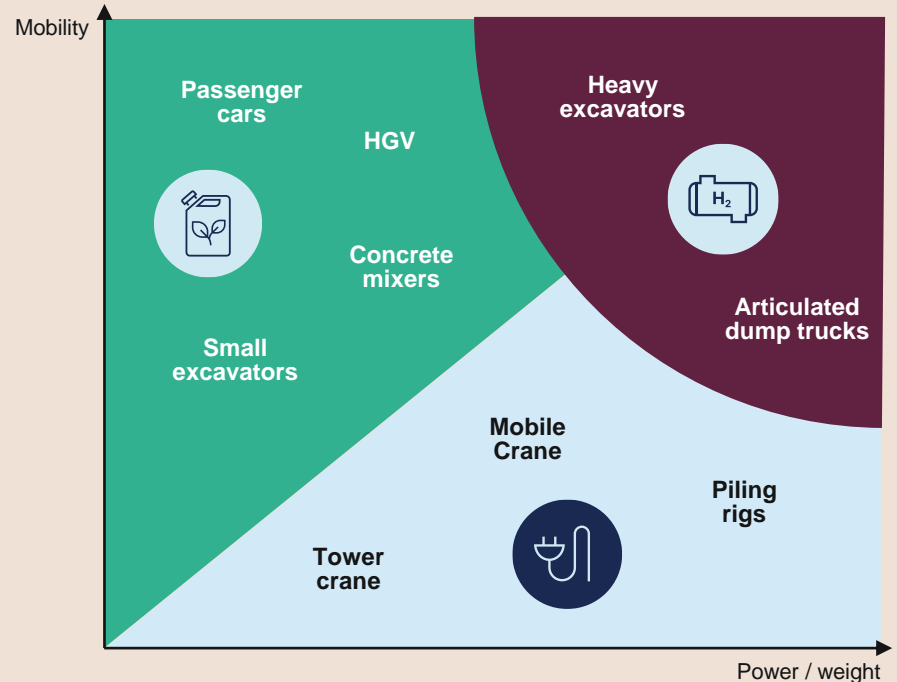 Mobility
Passenger
cars
HGV
Heavy
excavators
H₂
Concrete
mixers
Articulated
dump trucks
Small
excavators
Mobile
Crane
Piling
rigs
Tower
crane
Power / weight